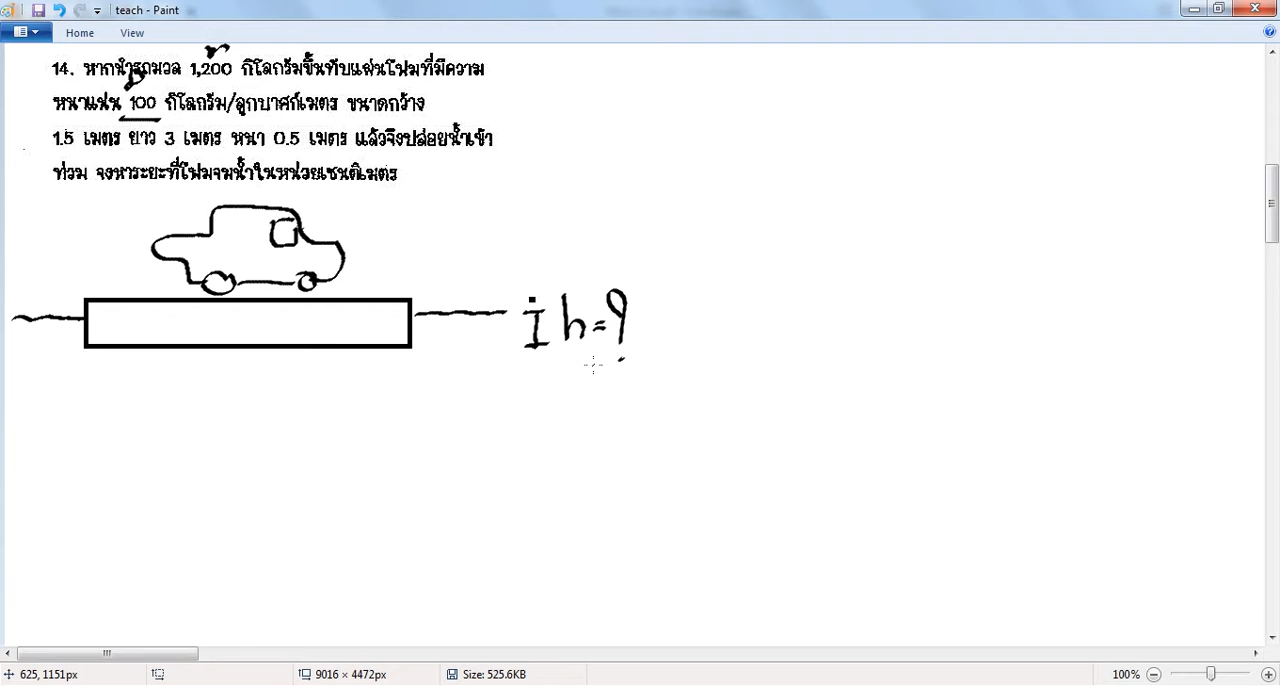 teach - Paint
Home View
14. หากนำรถมวล 1,200 กิโลกรัมขึ้นทับแผ่นโฟมที่มีความ
หนาแน่น 100 กิโลกรัม/ลูกบาศก์เมตร ขนาดกว้าง
1.5 เมตร ยาว 3 เมตร หนา 0.5 เมตร แล้วจึงปล่อยน้ำเข้า
ท่วม จงหาระยะที่โฟมจมน้ำในหน่วยเซนติเมตร
h = ?
625, 1151px 9016 × 4472px Size: 525.6KB 100%